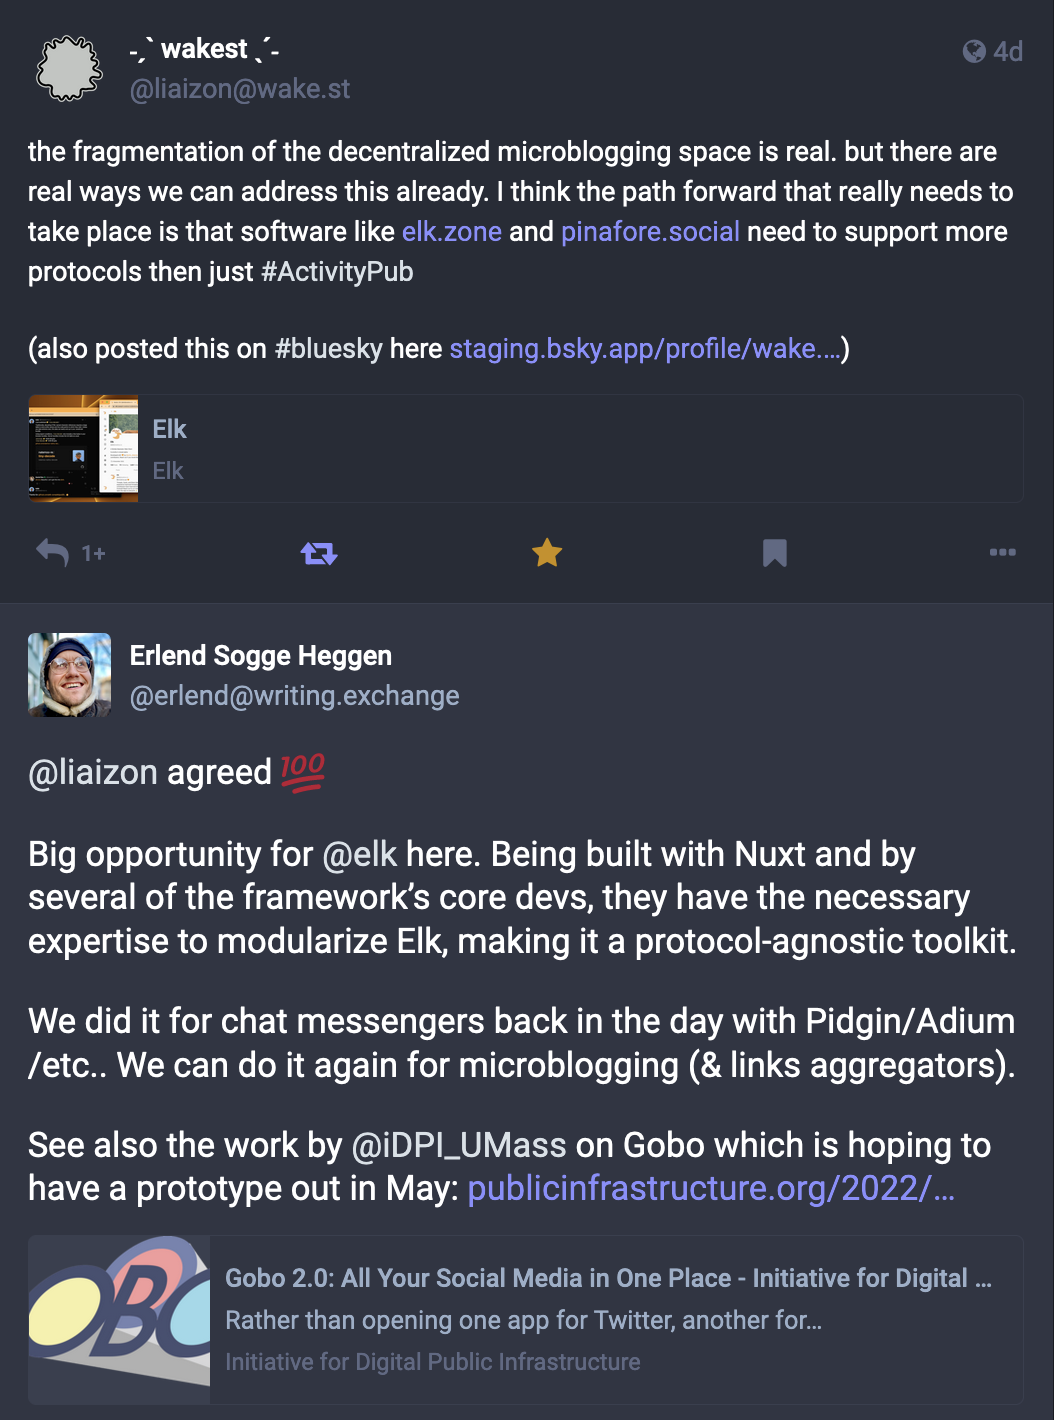 -ˏˋ wakest ˎˊ-
4d
@liaizon@wake.st
the fragmentation of the decentralized microblogging space is real. but there are
real ways we can address this already. I think the path forward that really needs to
take place is that software like elk.zone and pinafore.social need to support more
protocols then just #ActivityPub
(also posted this on #bluesky here staging.bsky.app/profile/wake.…)
Elk
Elk
1+
Erlend Sogge Heggen
@erlend@writing.exchange
@liaizon agreed 💯
Big opportunity for @elk here. Being built with Nuxt and by
several of the framework’s core devs, they have the necessary
expertise to modularize Elk, making it a protocol-agnostic toolkit.
We did it for chat messengers back in the day with Pidgin/Adium
/etc.. We can do it again for microblogging (& links aggregators).
See also the work by @iDPI_UMass on Gobo which is hoping to
have a prototype out in May: publicinfrastructure.org/2022/…
OBO
Gobo 2.0: All Your Social Media in One Place - Initiative for Digital …
Rather than opening one app for Twitter, another for…
Initiative for Digital Public Infrastructure